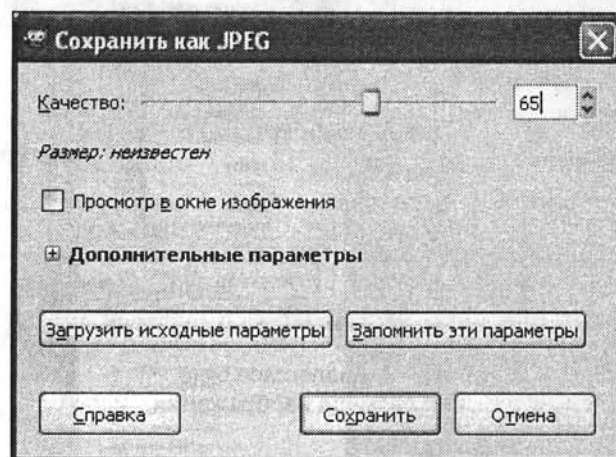 Сохранить как JPEG
Качество: 65
Размер: неизвестен
Просмотр в окне изображения
Дополнительные параметры
Загрузить исходные параметры Запомнить эти параметры
Справка Сохранить Отмена